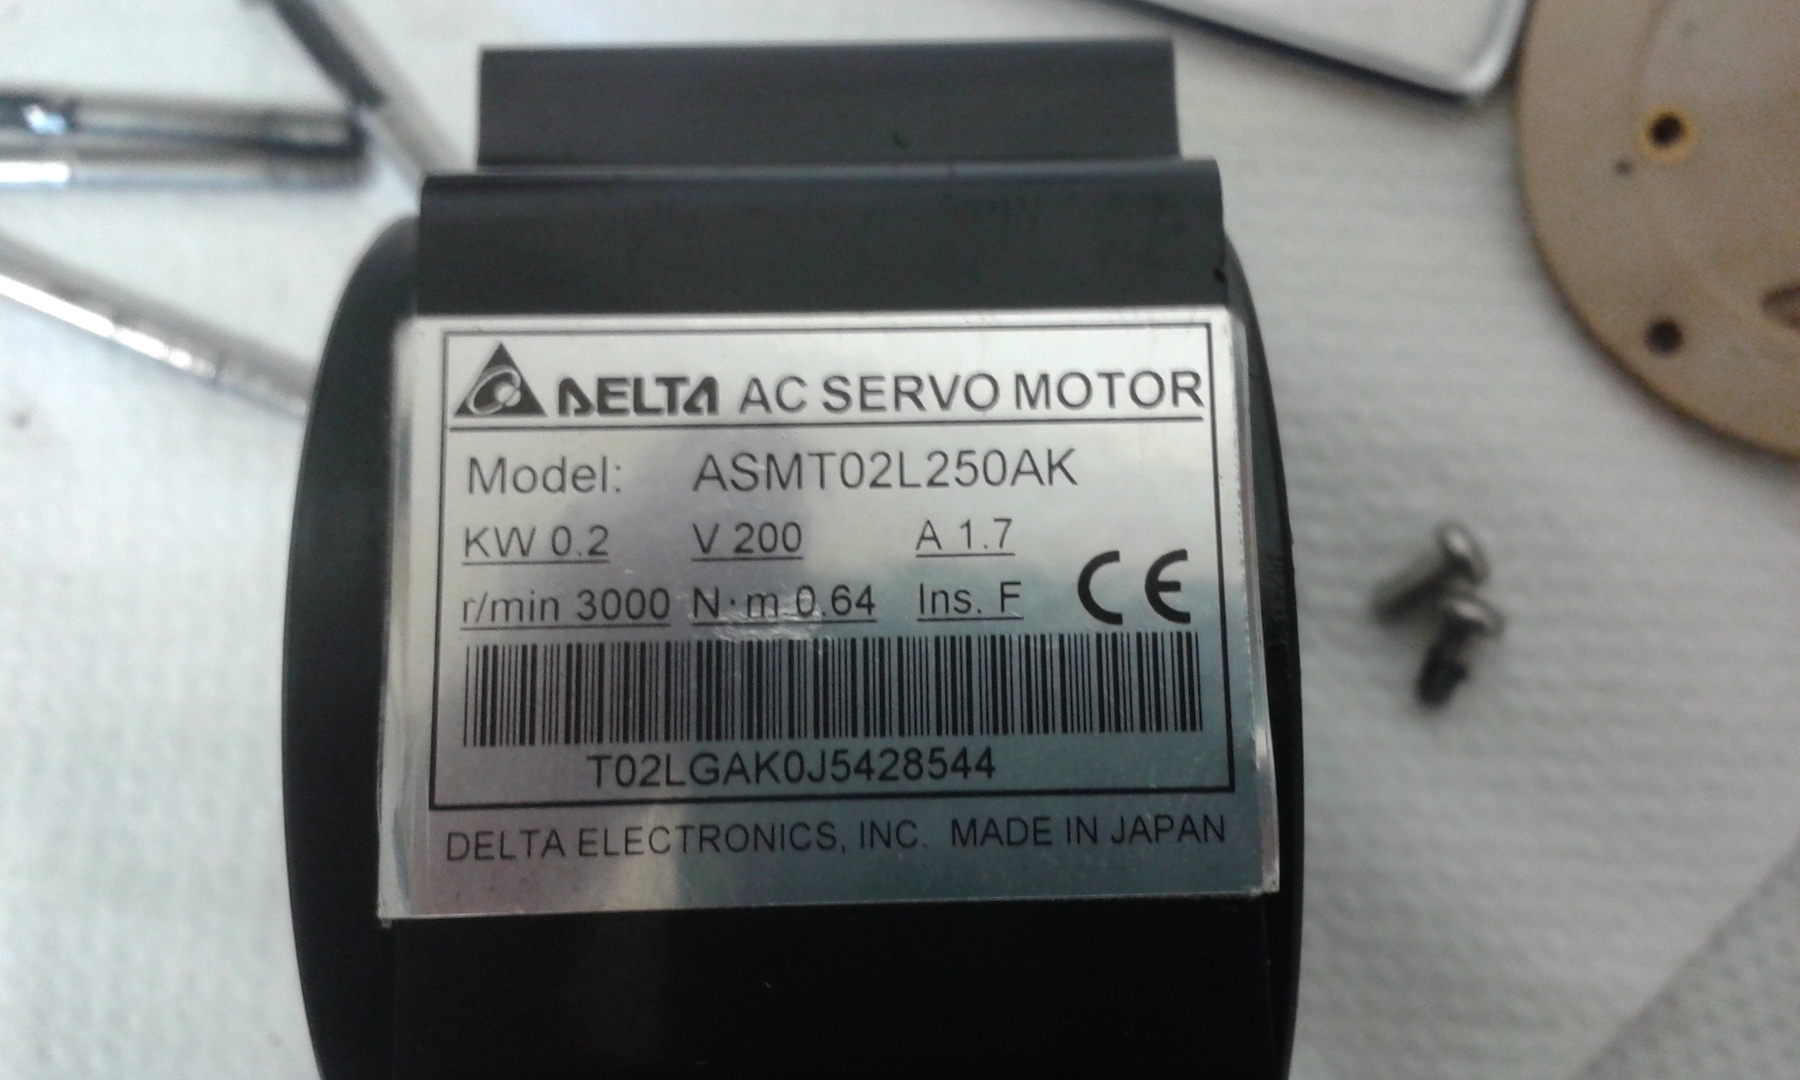 DELTA AC SERVO MOTOR
Model: ASMT02L250AK
KW 0.2 V 200 A 1.7
r/min 3000 N·m 0.64 Ins. F CE
T02LGAK0J5428544
DELTA ELECTRONICS, INC. MADE IN JAPAN